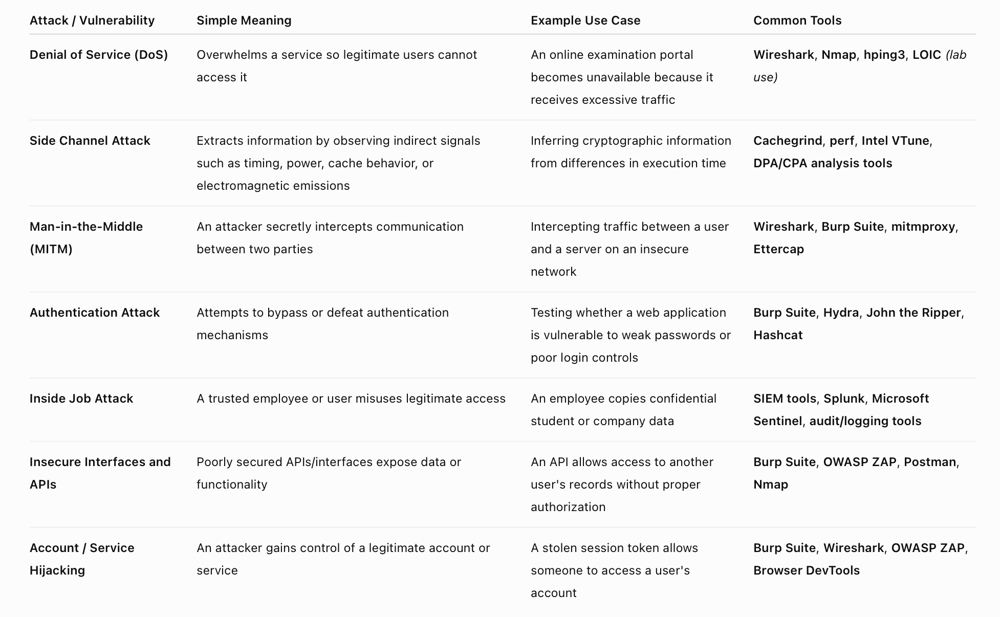 Attack / Vulnerability
Simple Meaning
Example Use Case
Common Tools
Denial of Service (DoS)
Overwhelms a service so legitimate users cannot
access it
An online examination portal
becomes unavailable because it
receives excessive traffic
Wireshark, Nmap, hping3, LOIC (lab
use)
Side Channel Attack
Extracts information by observing indirect signals
such as timing, power, cache behavior, or
electromagnetic emissions
Inferring cryptographic information
from differences in execution time
Cachegrind, perf, Intel VTune,
DPA/CPA analysis tools
Man-in-the-Middle
(MITM)
An attacker secretly intercepts communication
between two parties
Intercepting traffic between a user
and a server on an insecure
network
Wireshark, Burp Suite, mitmproxy,
Ettercap
Authentication Attack
Attempts to bypass or defeat authentication
mechanisms
Testing whether a web application
is vulnerable to weak passwords or
poor login controls
Burp Suite, Hydra, John the Ripper,
Hashcat
Inside Job Attack
A trusted employee or user misuses legitimate access
An employee copies confidential
student or company data
SIEM tools, Splunk, Microsoft
Sentinel, audit/logging tools
Insecure Interfaces and
APIs
Poorly secured APIs/interfaces expose data or
functionality
An API allows access to another
user's records without proper
authorization
Burp Suite, OWASP ZAP, Postman,
Nmap
Account / Service
Hijacking
An attacker gains control of a legitimate account or
service
A stolen session token allows
someone to access a user's
account
Burp Suite, Wireshark, OWASP ZAP,
Browser DevTools